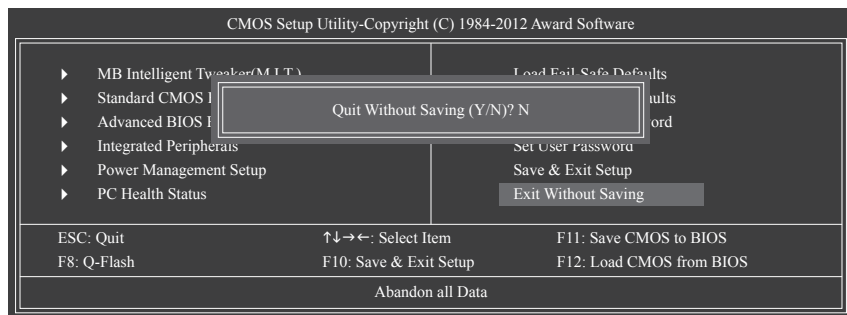 CMOS Setup Utility-Copyright (C) 1984-2012 Award Software
MB Intelligent Tweaker(M.I.T.)
Standard CMOS
Advanced BIOS
Integrated Peripherals
Power Management Setup
PC Health Status
Load Fail-Safe Defaults
Set User Password
Save & Exit Setup
Exit Without Saving
Quit Without Saving (Y/N)? N
ESC: Quit
↑↓→←: Select Item
F11: Save CMOS to BIOS
F8: Q-Flash
F10: Save & Exit Setup
F12: Load CMOS from BIOS
Abandon all Data